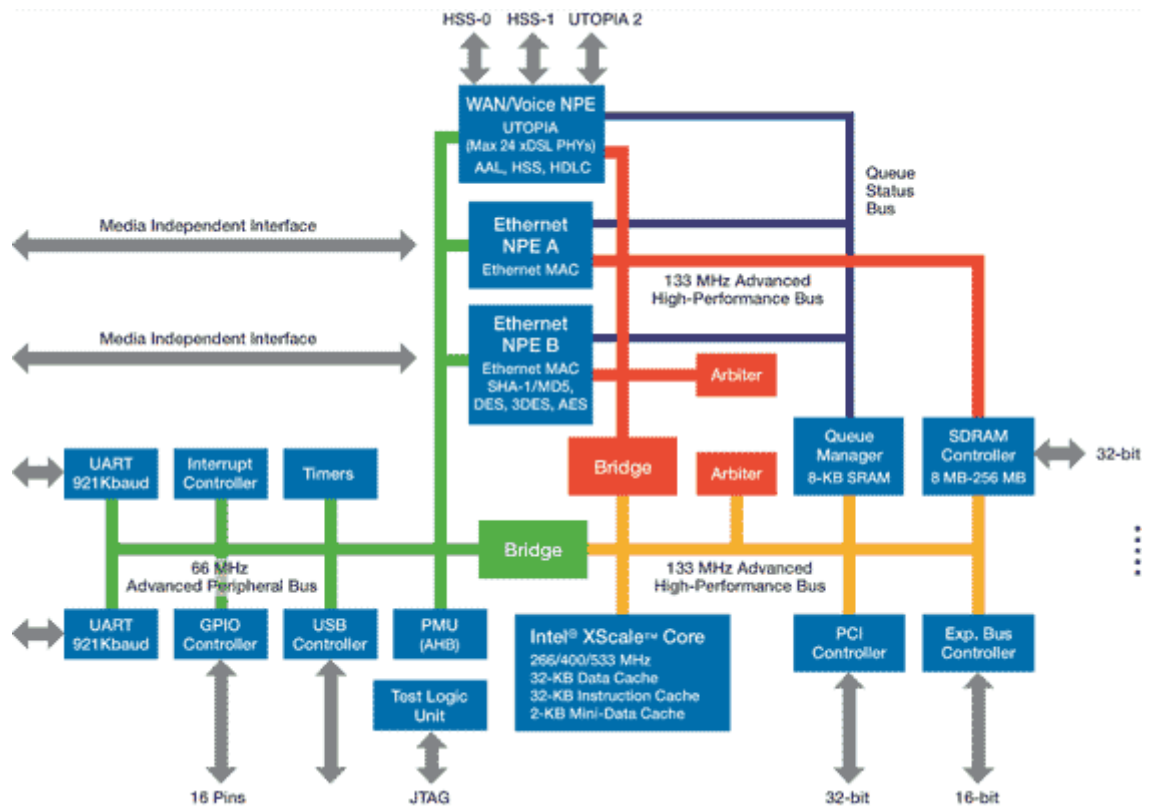 HSS-0 HSS-1 UTOPIA 2
WAN/Voice NPE
UTOPIA
(Max 24 xDSL PHYs)
AAL, HSS, HDLC
Queue
Status
Bus
Media Independent Interface
Ethernet
NPE A
Ethernet MAC
133 MHz Advanced
High-Performance Bus
Media Independent Interface
Ethernet
NPE B
Ethernet MAC
SHA-1/MD5,
DES, 3DES, AES
Arbiter
UART
921Kbaud
Interrupt
Controller
Timers
Bridge
Arbiter
Queue
Manager
8-KB SRAM
SDRAM
Controller
8 MB-256 MB
32-bit
Bridge
66 MHz
Advanced Peripheral Bus
133 MHz Advanced
High-Performance Bus
UART
921Kbaud
GPIO
Controller
USB
Controller
PMU
(AHB)
Intel® XScale™ Core
266/400/533 MHz
32-KB Data Cache
32-KB Instruction Cache
2-KB Mini-Data Cache
PCI
Controller
Exp. Bus
Controller
Test Logic
Unit
16 Pins
JTAG
32-bit
16-bit